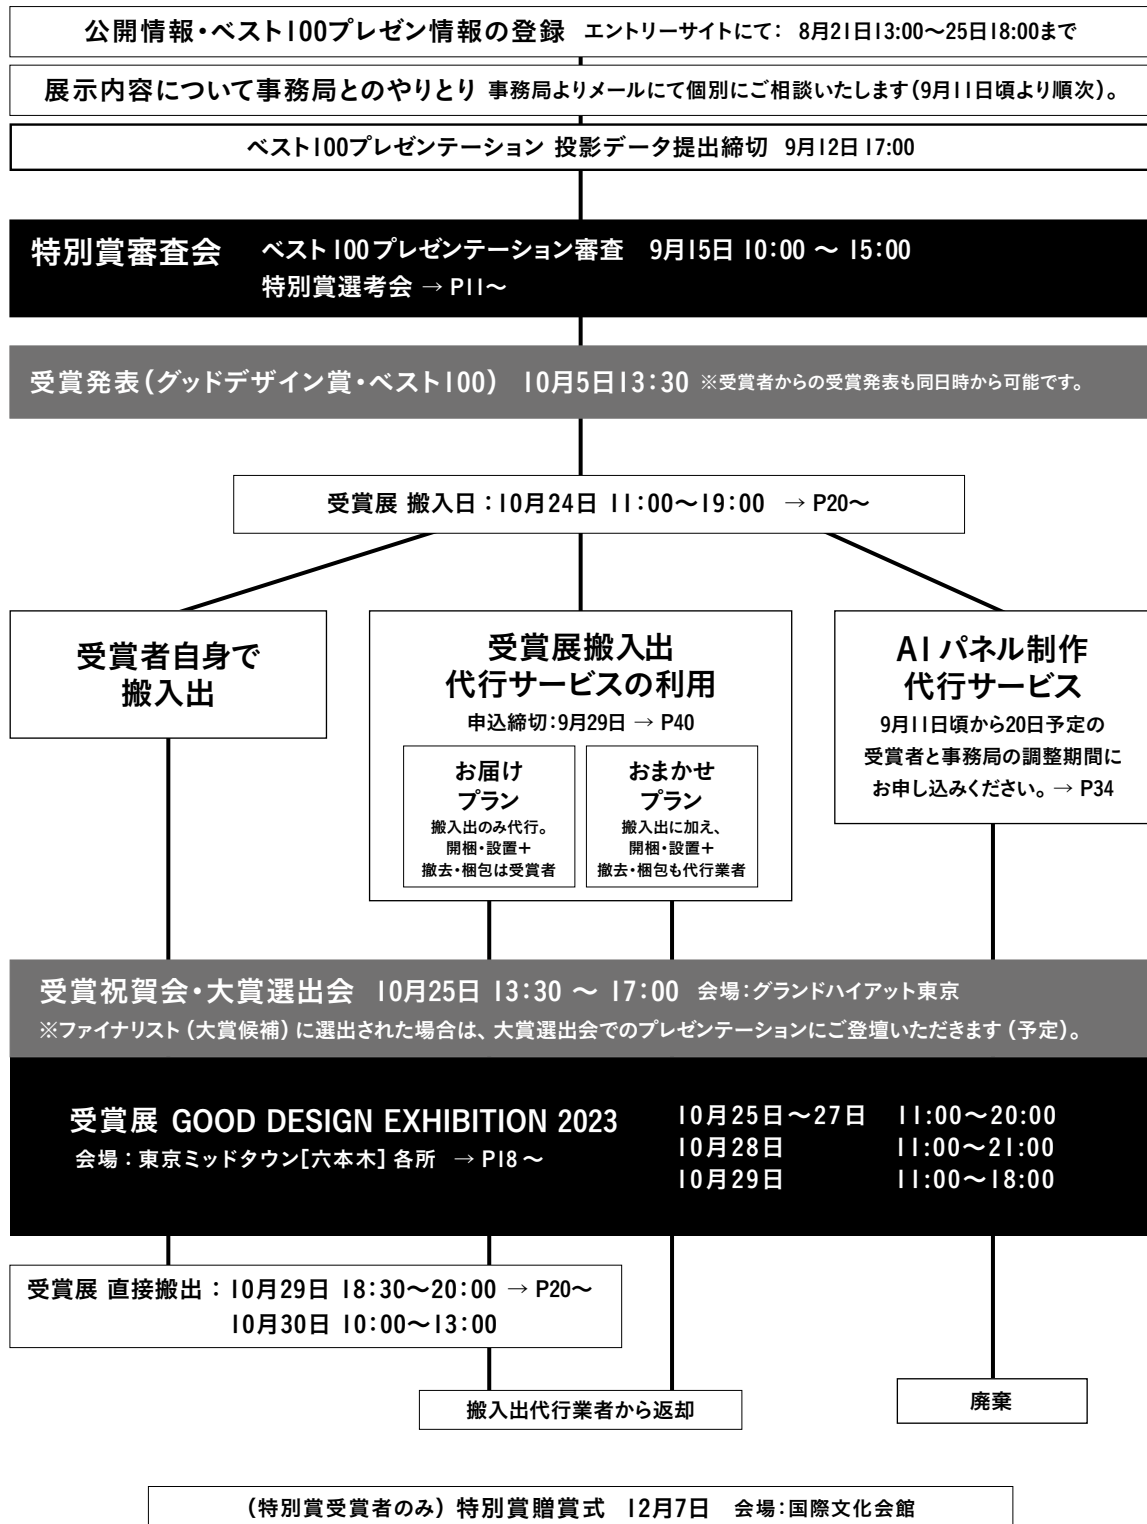 公開情報・ベスト100プレゼン情報の登録 エントリーサイトにて： 8月21日13:00～25日18:00まで
展示内容について事務局とのやりとり 事務局よりメールにて個別にご相談いたします（9月11日頃より順次）。
ベスト100プレゼンテーション 投影データ提出締切 9月12日 17:00
特別賞審査会 ベスト100プレゼンテーション審査 9月15日 10:00 ～ 15:00
特別賞選考会 → P11～
受賞発表（グッドデザイン賞・ベスト100） 10月5日13：30 ※受賞者からの受賞発表も同日時から可能です。
受賞展 搬入日：10月24日 11：00～19：00 → P20～
受賞者自身で
搬入出
受賞展搬入出
代行サービスの利用
申込締切：9月29日 → P40
お届け
プラン
搬入出のみ代行。
開梱・設置＋
撤去・梱包は受賞者
おまかせ
プラン
搬入出に加え、
開梱・設置＋
撤去・梱包も代行業者
A1 パネル制作
代行サービス
9月11日頃から20日予定の
受賞者と事務局の調整期間に
お申し込みください。→ P34
受賞祝賀会・大賞選出会 10月25日 13：30 ～ 17：00 会場：グランドハイアット東京
※ファイナリスト（大賞候補）に選出された場合は、大賞選出会でのプレゼンテーションにご登壇いただきます（予定）。
受賞展 GOOD DESIGN EXHIBITION 2023
会場：東京ミッドタウン［六本木］各所 → P18 ～
10月25日～27日 11：00～20：00
10月28日 11：00～21：00
10月29日 11：00～18：00
受賞展 直接搬出：10月29日 18：30～20：00 → P20～
10月30日 10：00～13：00
搬入出代行業者から返却
廃棄
（特別賞受賞者のみ）特別賞贈賞式 12月7日 会場：国際文化会館